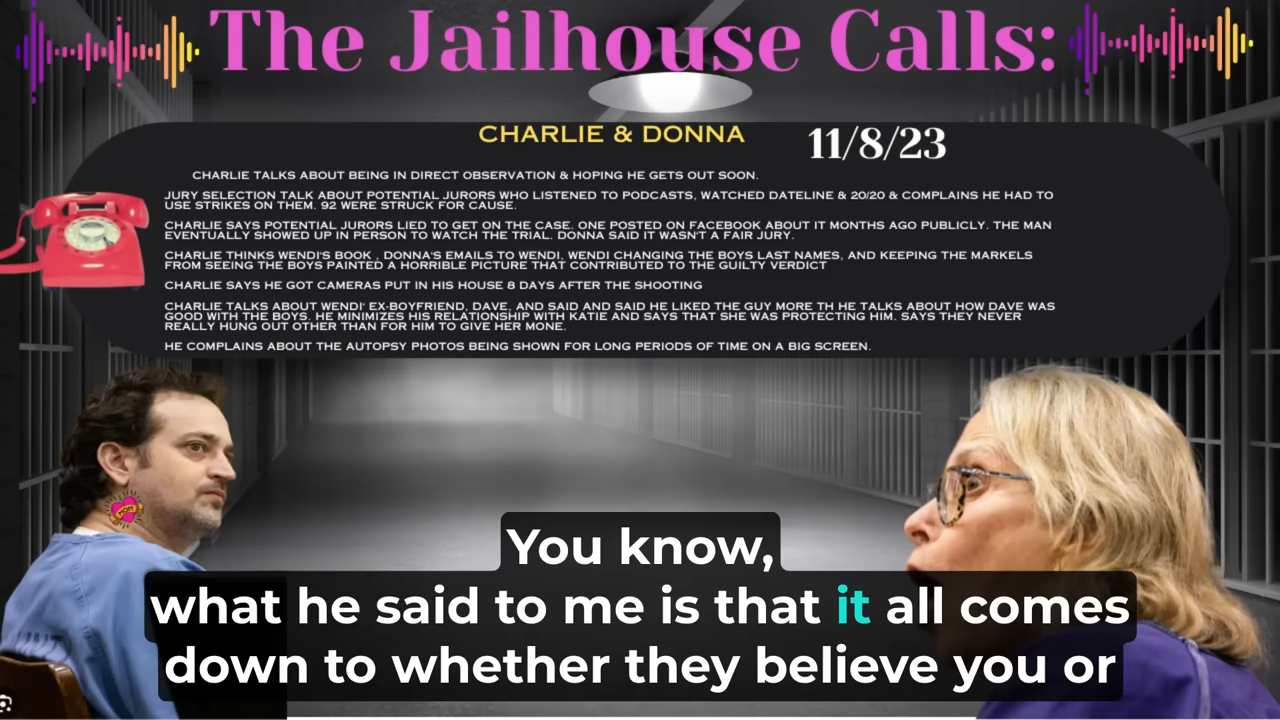 The Jailhouse Calls:
CHARLIE & DONNA
11/8/23
CHARLIE TALKS ABOUT BEING IN DIRECT OBSERVATION & HOPING HE GETS OUT SOON.
JURY SELECTION TALK ABOUT POTENTIAL JURORS WHO LISTENED TO PODCASTS, WATCHED DATELINE & 20/20 & COMPLAINS HE HAD TO
USE STRIKES ON THEM. 92 WERE STRUCK FOR CAUSE.
CHARLIE SAYS POTENTIAL JURORS LIED TO GET ON THE CASE. ONE POSTED ON FACEBOOK ABOUT IT MONTHS AGO PUBLICLY. THE MAN
EVENTUALLY SHOWED UP IN PERSON TO WATCH THE TRIAL. DONNA SAID IT WASN'T A FAIR JURY.
CHARLIE THINKS WENDI'S BOOK , DONNA'S EMAILS TO WENDI, WENDI CHANGING THE BOYS LAST NAMES, AND KEEPING THE MARKELS
FROM SEEING THE BOYS PAINTED A HORRIBLE PICTURE THAT CONTRIBUTED TO THE GUILTY VERDICT
CHARLIE SAYS HE GOT CAMERAS PUT IN HIS HOUSE 8 DAYS AFTER THE SHOOTING
CHARLIE TALKS ABOUT WENDI' EX-BOYFRIEND, DAVE, AND SAID AND SAID HE LIKED THE GUY MORE TH HE TALKS ABOUT HOW DAVE WAS
GOOD WITH THE BOYS. HE MINIMIZES HIS RELATIONSHIP WITH KATIE AND SAYS THAT SHE WAS PROTECTING HIM. SAYS THEY NEVER
REALLY HUNG OUT OTHER THAN FOR HIM TO GIVE HER MONE.
HE COMPLAINS ABOUT THE AUTOPSY PHOTOS BEING SHOWN FOR LONG PERIODS OF TIME ON A BIG SCREEN.
MOM
You know,
what he said to me is that it all comes
down to whether they believe you or